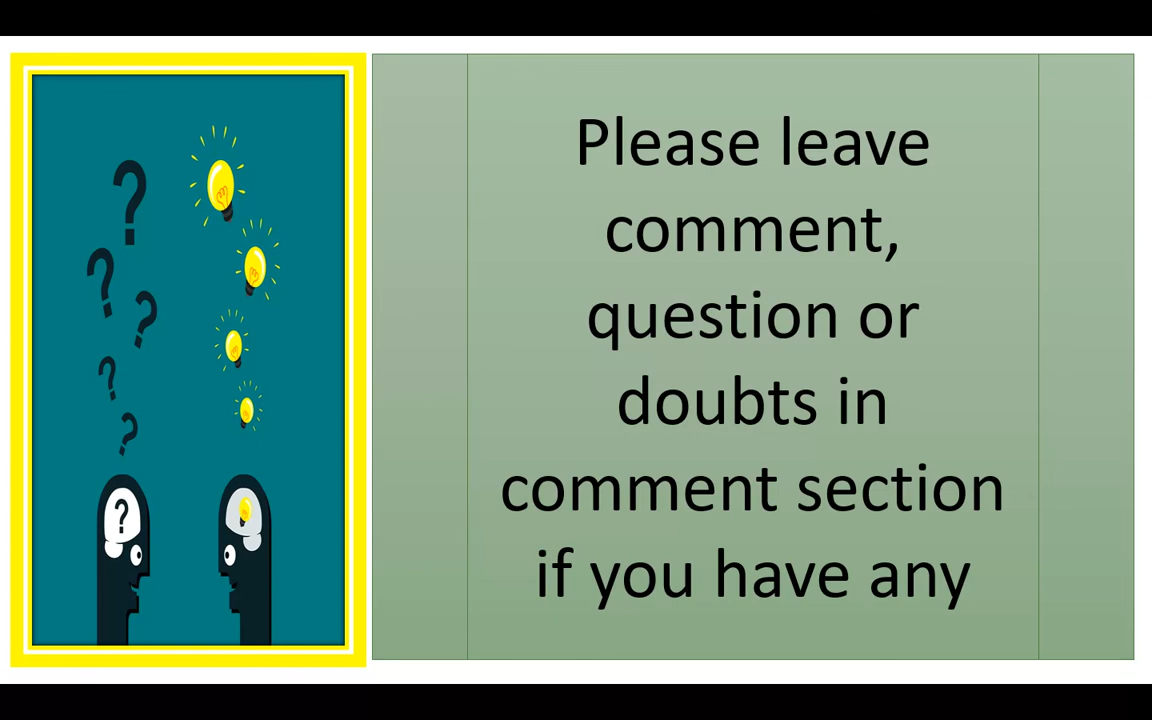 Please leave
comment,
question or
doubts in
comment section
if you have any